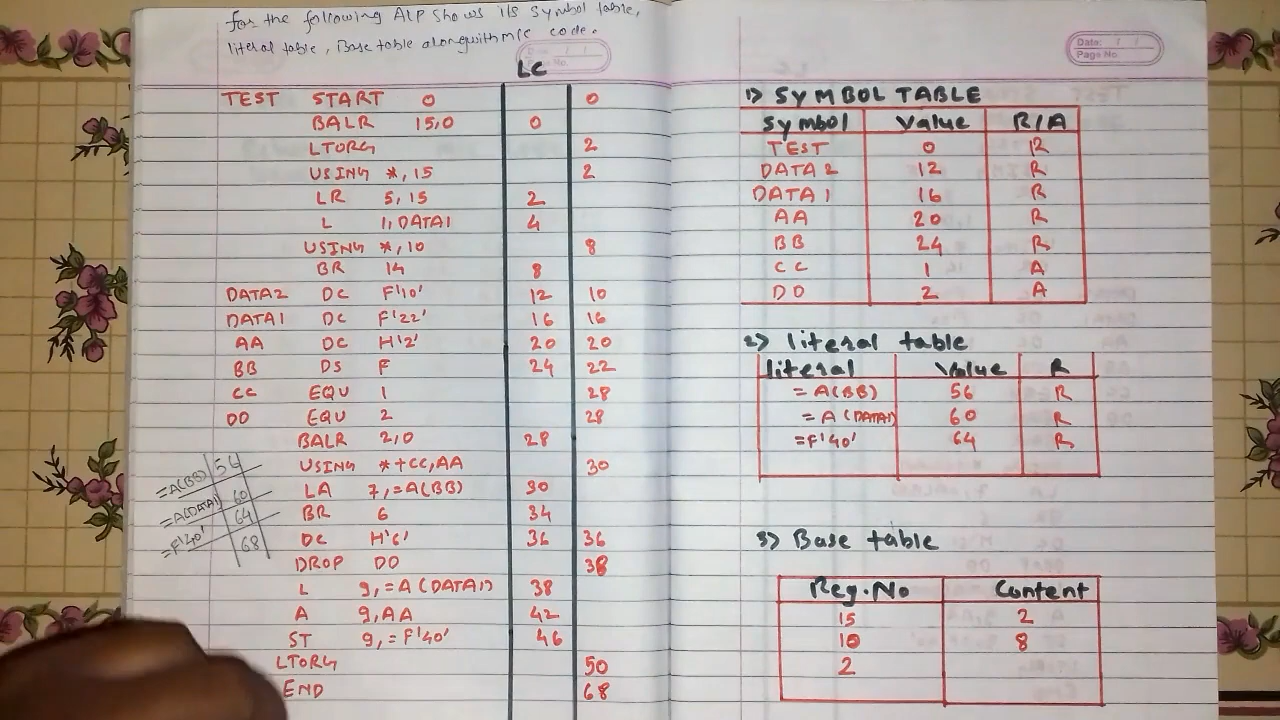 for the following ALP shows its symbol table,
literal table, Base table alongwith m/c code.
LC
TEST START 0 0
BALR 15,0 0
LTORG 2
USING *,15 2
LR 5,15 2
L 1,DATA1 4
USING *,10 8
BR 14 8
DATA2 DC F'10' 12 10
DATA1 DC F'22' 16 16
AA DC H'2' 20 20
BB DS F 24 22
CC EQU 1 28
DD EQU 2 28
BALR 2,0 28
USING *+CC,AA 30
LA 7,=A(BB) 30
BR 6 34
DC H'6' 36 36
DROP DD 38
L 9,=A(DATA1) 38
A 9,AA 42
ST 9,=F'40' 46
LTORG 50
END 68
=A(BB) 56
=A(DATA1) 60
=F'40' 64
68
Date: / /
Page No.
1> SYMBOL TABLE
Symbol Value R/A
TEST 0 R
DATA2 12 R
DATA1 16 R
AA 20 R
BB 24 R
CC 1 A
DD 2 A
2> literal table
literal Value R
=A(BB) 56 R
=A(DATA1) 60 R
=F'40' 64 R
3> Base table
Reg.No Content
15 2
10 8
2